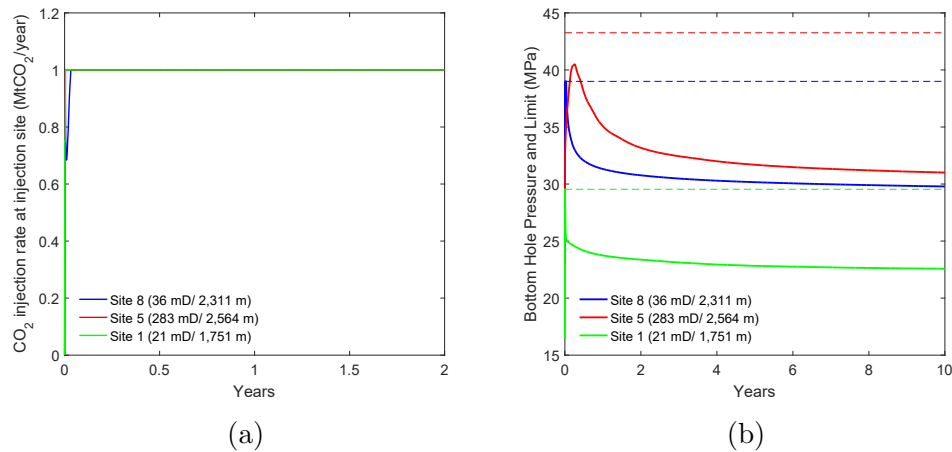 CO2 injection rate at injection site (MtCO2/year)
1.2
1
0.8
0.6
0.4
0.2
0
Site 8 (36 mD/ 2,311 m)
Site 5 (283 mD/ 2,564 m)
Site 1 (21 mD/ 1,751 m)
0 0.5 1 1.5 2
Years
(a)
Bottom Hole Pressure and Limit (MPa)
45
40
35
30
25
20
15
Site 8 (36 mD/ 2,311 m)
Site 5 (283 mD/ 2,564 m)
Site 1 (21 mD/ 1,751 m)
0 2 4 6 8 10
Years
(b)